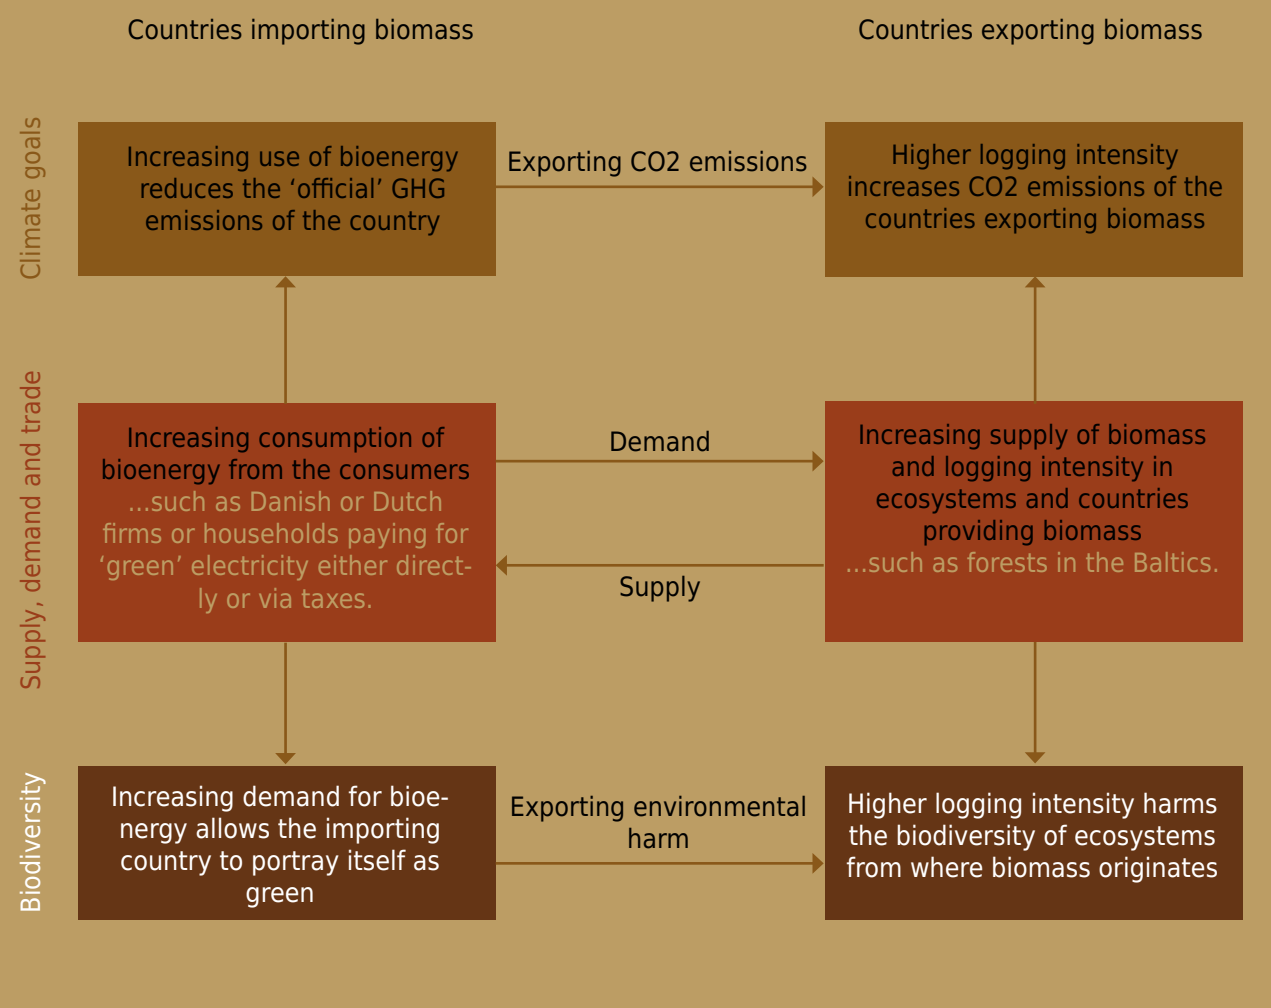 Countries importing biomass
Countries exporting biomass
Climate goals
Increasing use of bioenergy
reduces the ‘official’ GHG
emissions of the country
Exporting CO2 emissions
Higher logging intensity
increases CO2 emissions of the
countries exporting biomass
Supply, demand and trade
Increasing consumption of
bioenergy from the consumers
...such as Danish or Dutch
firms or households paying for
‘green’ electricity either direct-
ly or via taxes.
Demand
Supply
Increasing supply of biomass
and logging intensity in
ecosystems and countries
providing biomass
...such as forests in the Baltics.
Biodiversity
Increasing demand for bioe-
nergy allows the importing
country to portray itself as
green
Exporting environmental
harm
Higher logging intensity harms
the biodiversity of ecosystems
from where biomass originates